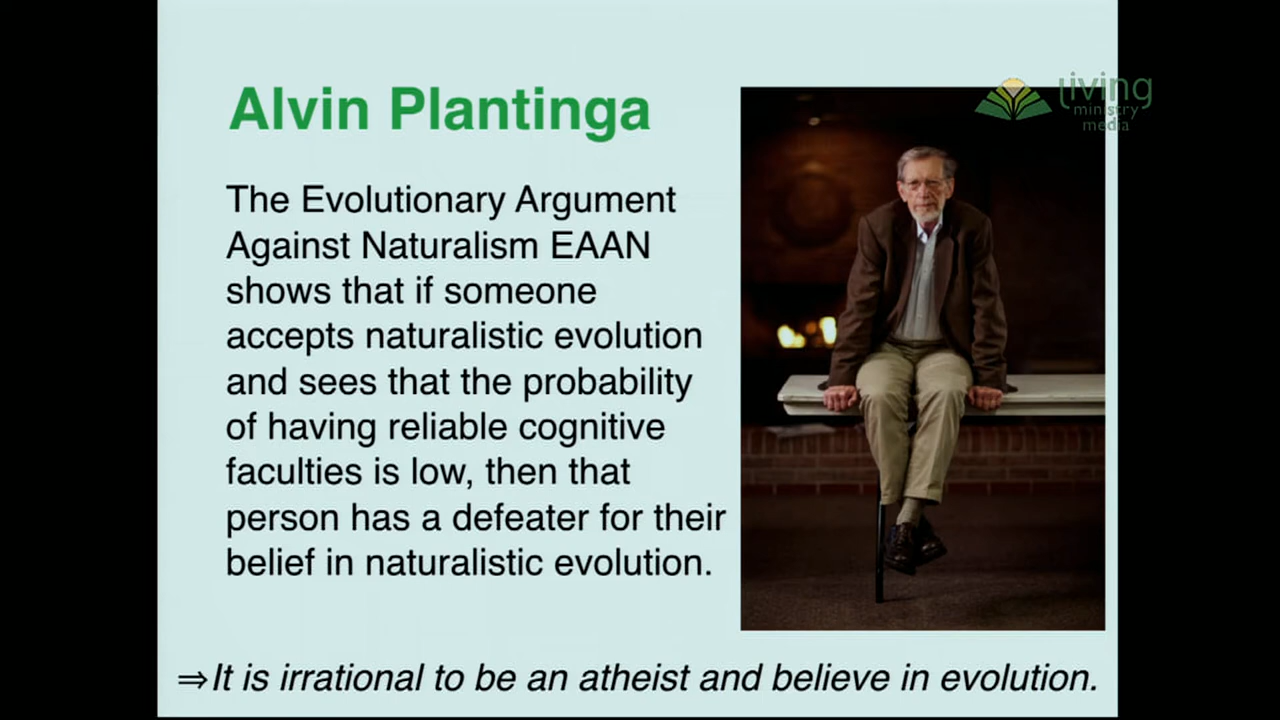 Alvin Plantinga
The Evolutionary Argument
Against Naturalism EAAN
shows that if someone
accepts naturalistic evolution
and sees that the probability
of having reliable cognitive
faculties is low, then that
person has a defeater for their
belief in naturalistic evolution.
⇒It is irrational to be an atheist and believe in evolution.
living
ministry
media